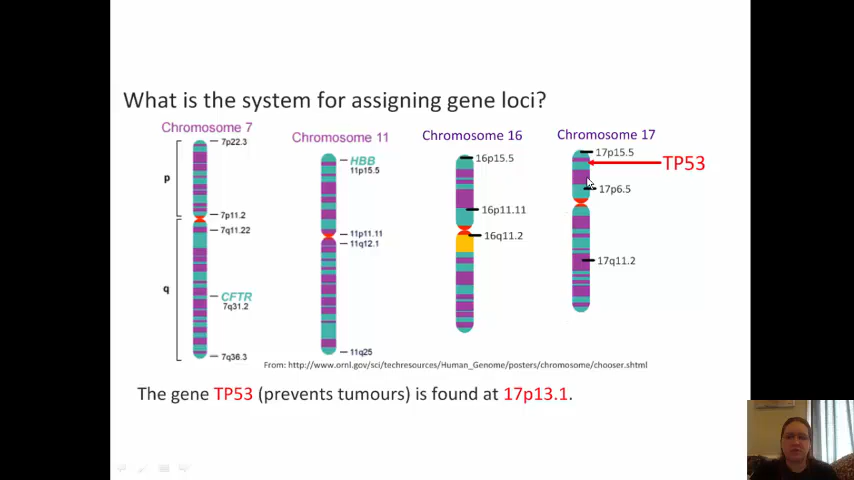 What is the system for assigning gene loci?
Chromosome 7
Chromosome 11
Chromosome 16
Chromosome 17
7p22.3
p
7p11.2
7q11.22
q
CFTR
7q31.2
7q36.3
HBB
11p15.5
11p11.11
11q12.1
11q25
16p15.5
16p11.11
16q11.2
17p15.5
TP53
17p6.5
17q11.2
From: http://www.ornl.gov/sci/techresources/Human_Genome/posters/chromosome/chooser.shtml
The gene TP53 (prevents tumours) is found at 17p13.1.